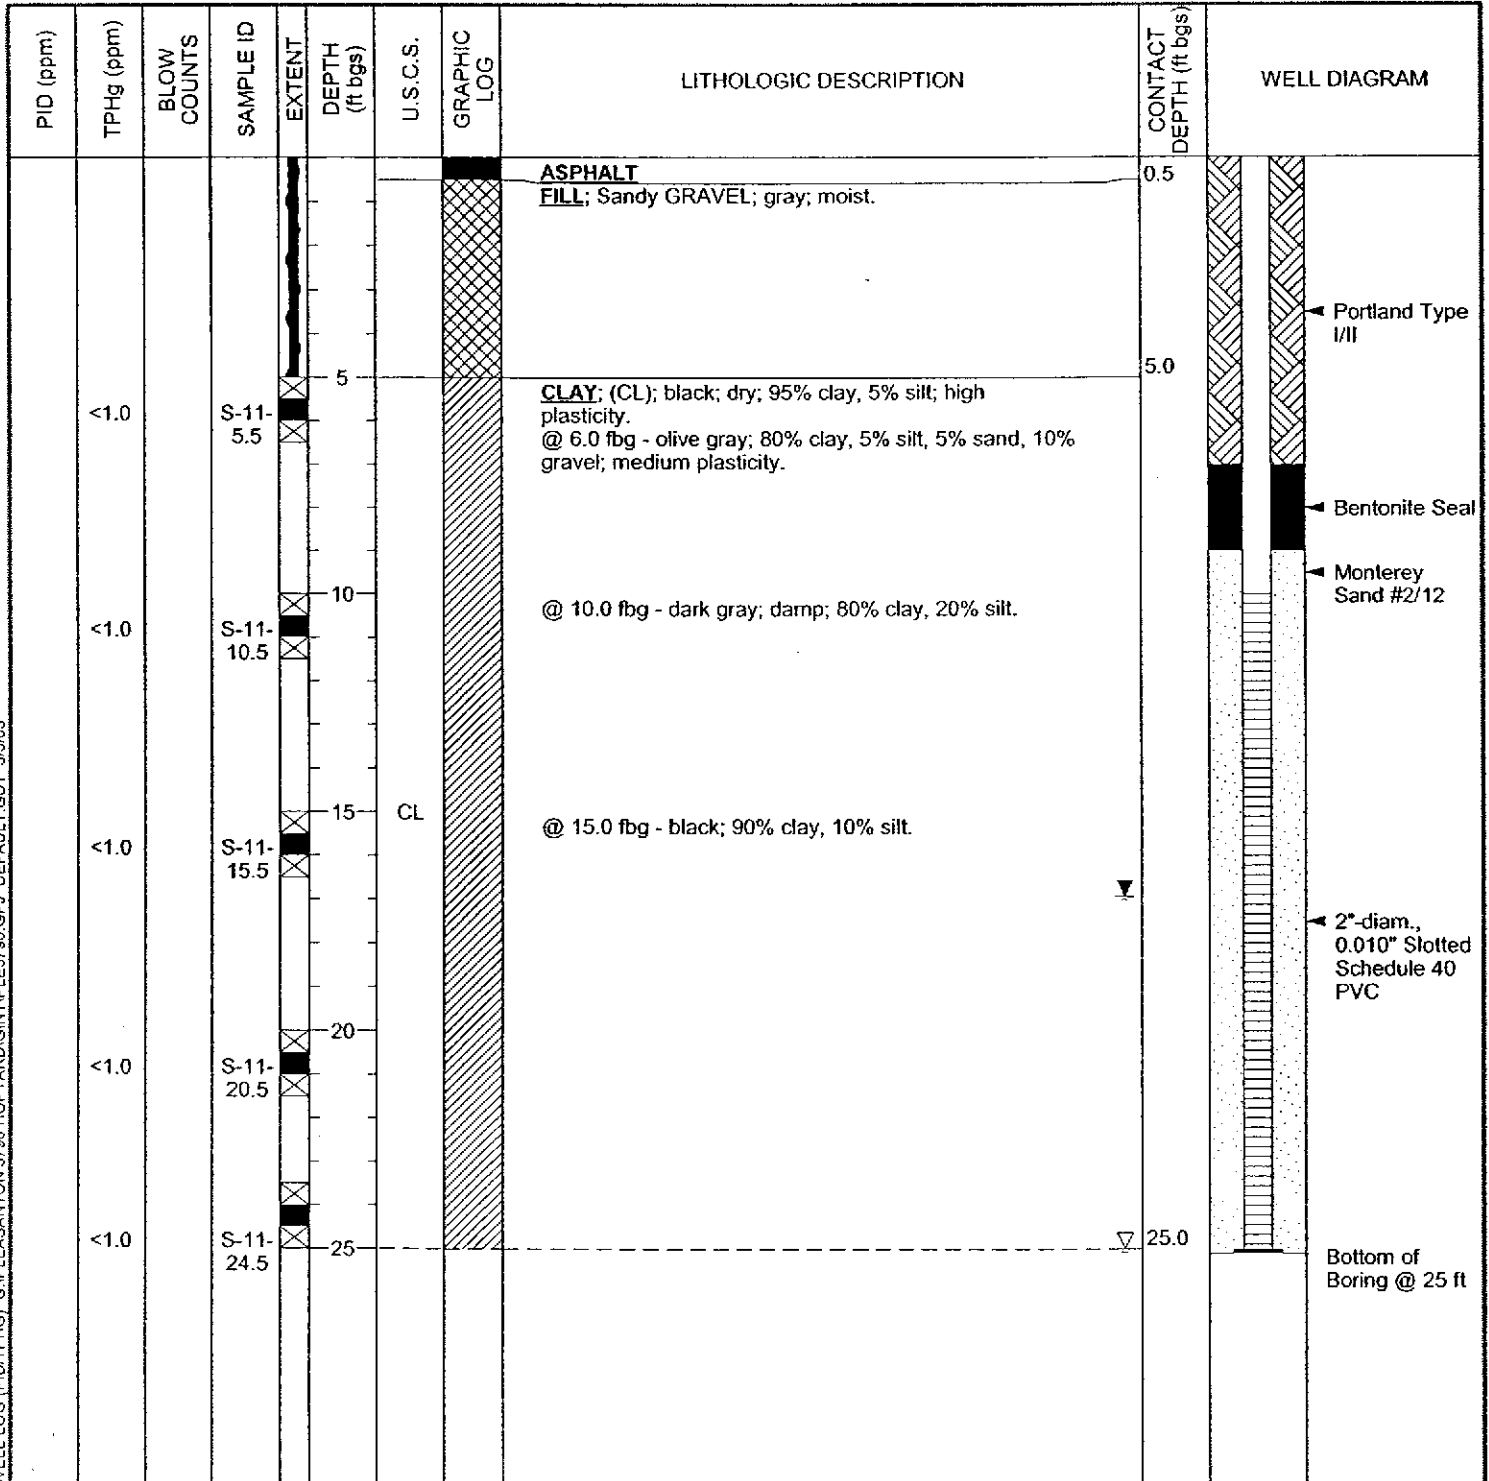 PID (ppm)
TPHg (ppm)
BLOW
COUNTS
SAMPLE ID
EXTENT
DEPTH
(ft bgs)
U.S.C.S.
GRAPHIC
LOG
LITHOLOGIC DESCRIPTION
CONTACT
DEPTH (ft bgs)
WELL DIAGRAM
ASPHALT
0.5
FILL; Sandy GRAVEL; gray; moist.
Portland Type
I/II
5.0
5
CLAY; (CL); black; dry; 95% clay, 5% silt; high
plasticity.
<1.0
S-11-
5.5
@ 6.0 fbg - olive gray; 80% clay, 5% silt, 5% sand, 10%
gravel; medium plasticity.
Bentonite Seal
Monterey
Sand #2/12
10
@ 10.0 fbg - dark gray; damp; 80% clay, 20% silt.
<1.0
S-11-
10.5
15
CL
@ 15.0 fbg - black; 90% clay, 10% silt.
<1.0
S-11-
15.5
2"-diam.,
0.010" Slotted
Schedule 40
PVC
20
<1.0
S-11-
20.5
<1.0
S-11-
24.5
25
25.0
Bottom of
Boring @ 25 ft